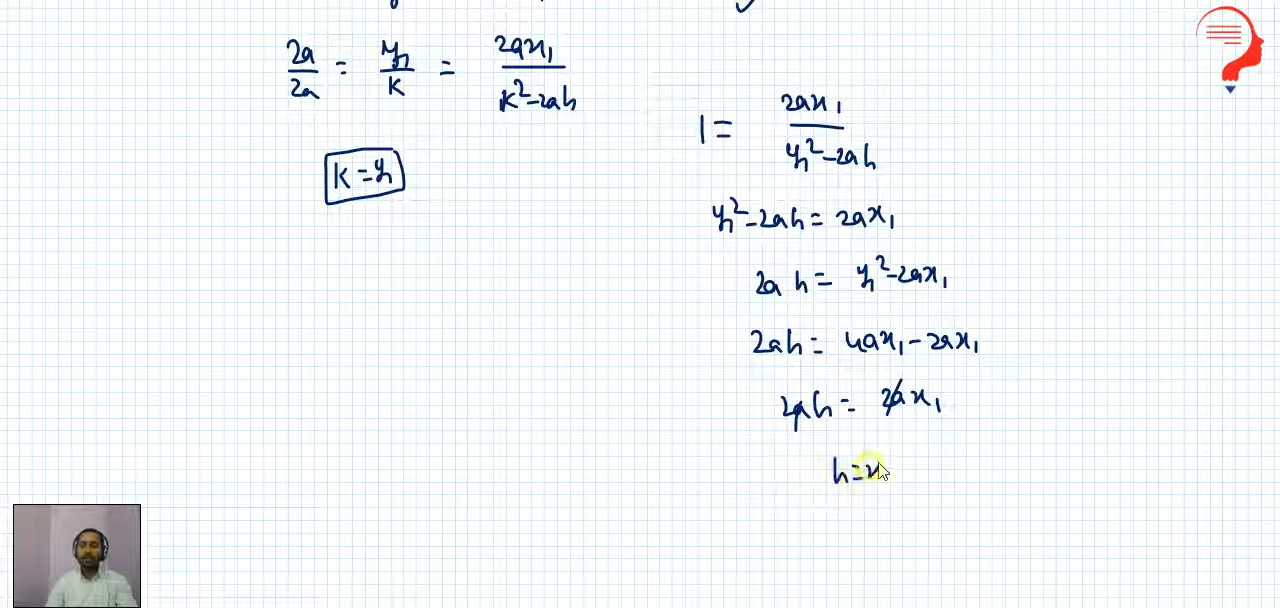 2a/2a = y₁/k = 2ax₁/(k² - 2ah)
k = y₁
1 = 2ax₁/(y₁² - 2ah)
y₁² - 2ah = 2ax₁
2ah = y₁² - 2ax₁
2ah = 4ax₁ - 2ax₁
2ah = 2ax₁
h = x